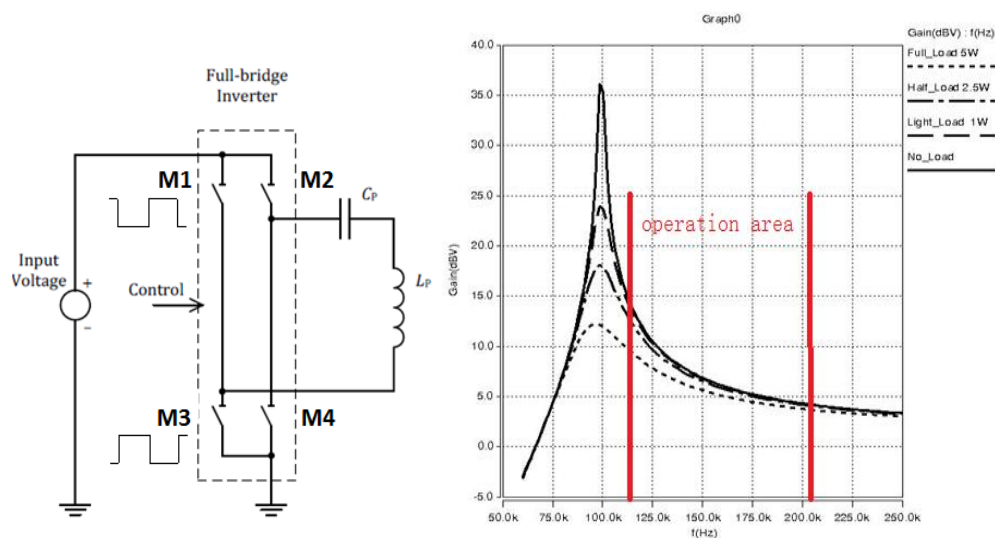 Full-bridge
Inverter
M1
M2
C_P
L_P
Input
Voltage
+
−
Control
M3
M4
Graph0
Gain(dBV)
40.0
35.0
30.0
25.0
20.0
15.0
10.0
5.0
0.0
-5.0
operation area
50.0k
75.0k
100.0k
125.0k
150.0k
175.0k
200.0k
225.0k
250.0k
f(Hz)
Gain(dBV) : f(Hz)
Full_Load 5W
Half_Load 2.5W
Light_Load 1W
No_Load